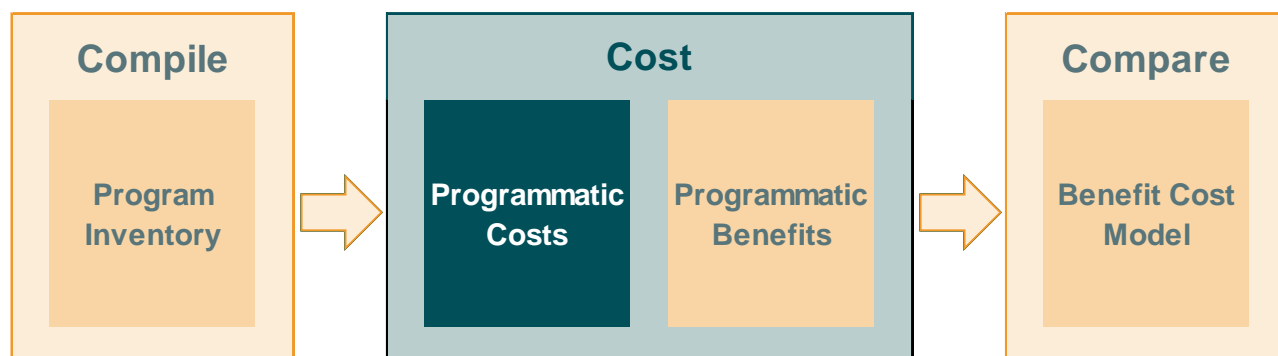 Compile
Program
Inventory
Cost
Programmatic
Costs
Programmatic
Benefits
Compare
Benefit Cost
Model